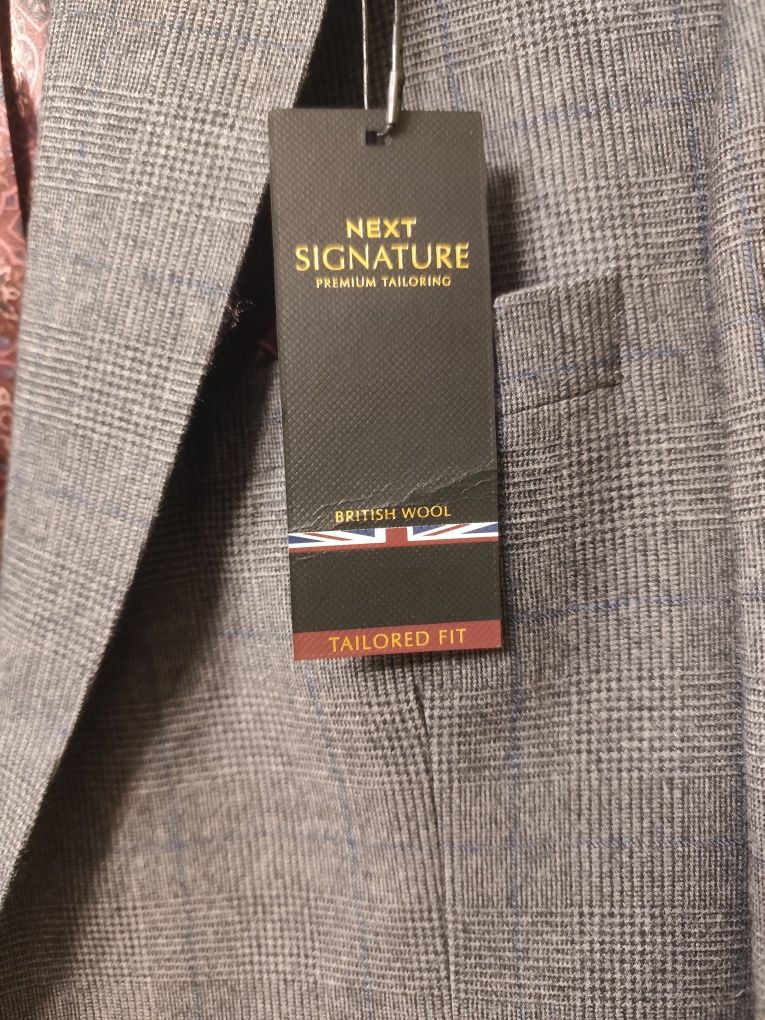 NEXT
SIGNATURE
PREMIUM TAILORING
BRITISH WOOL
TAILORED FIT